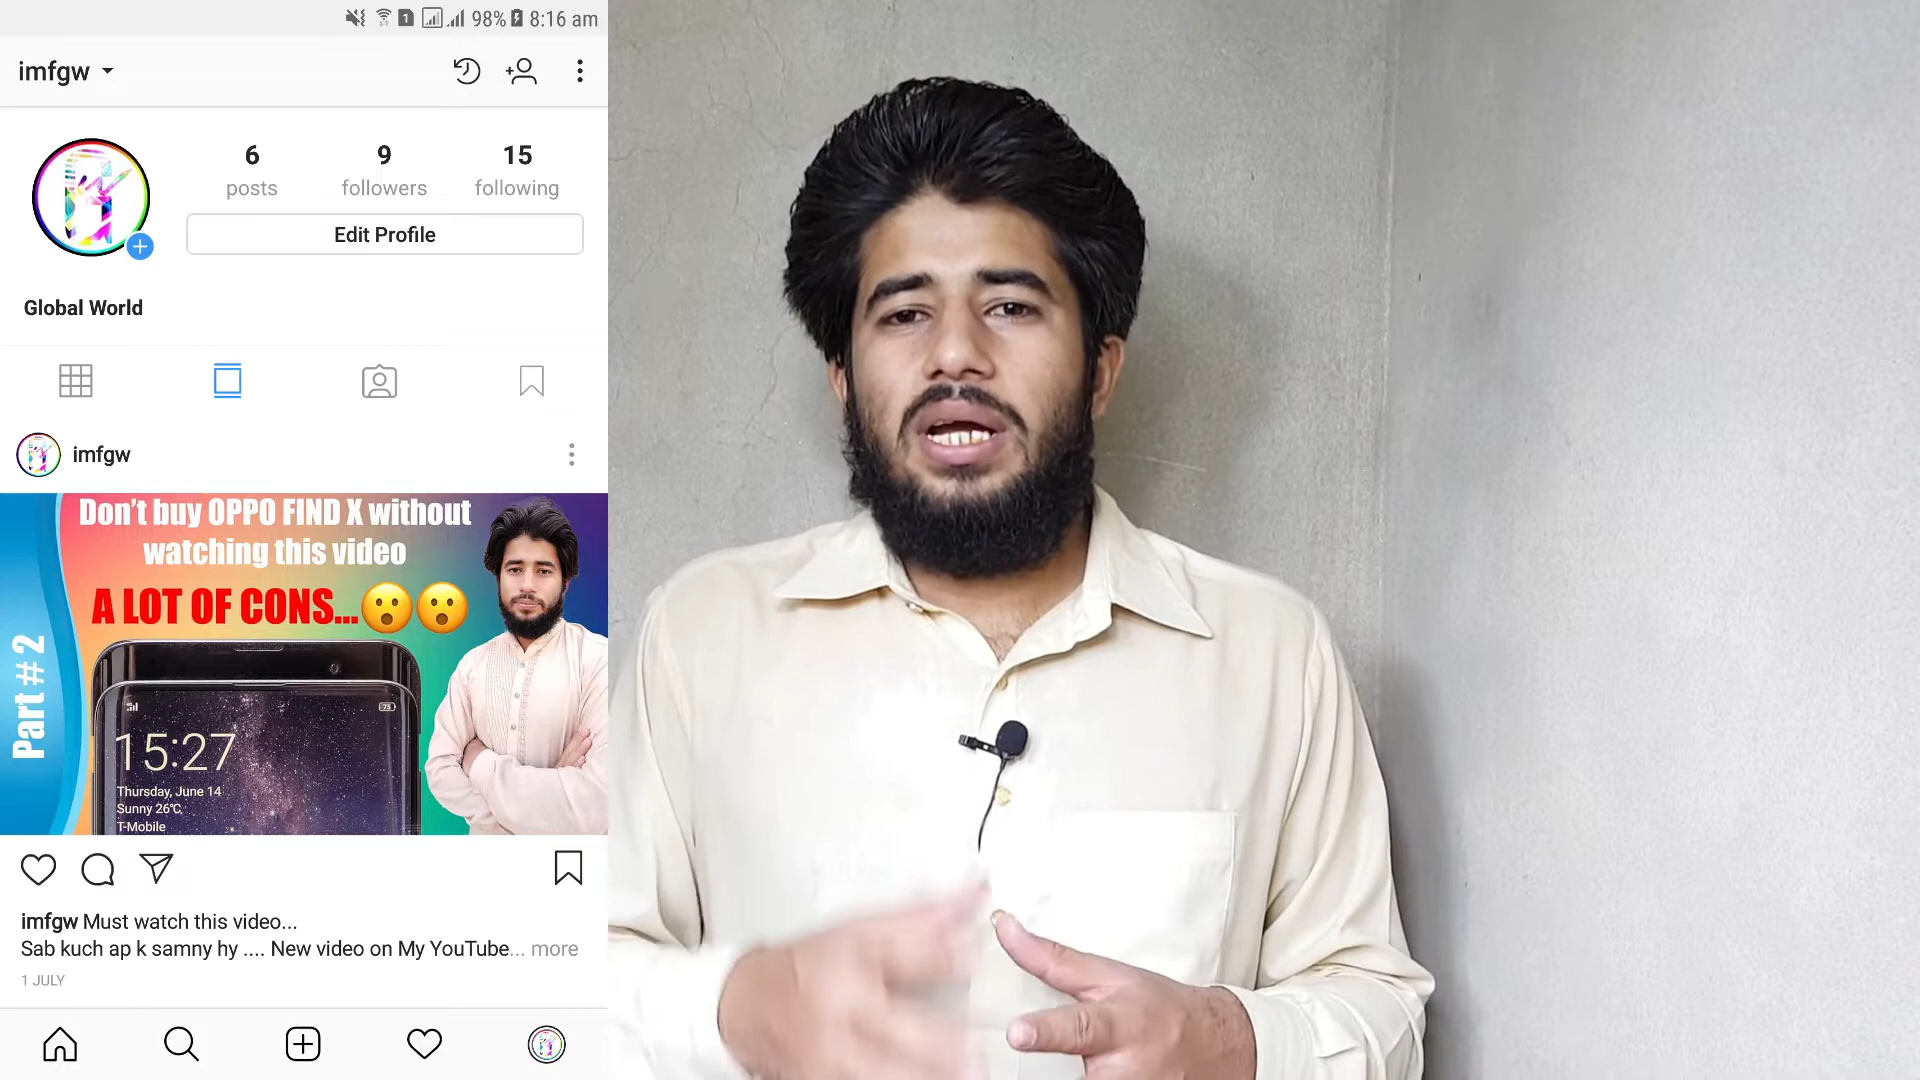 98% 8:16 am
imfgw
6 9 15
posts followers following
Edit Profile
Global World
imfgw
Don't buy OPPO FIND X without
watching this video
A LOT OF CONS...
Part # 2
75
15:27
Thursday, June 14
Sunny 26°C
T-Mobile
imfgw Must watch this video...
Sab kuch ap k samny hy .... New video on My YouTube... more
1 JULY